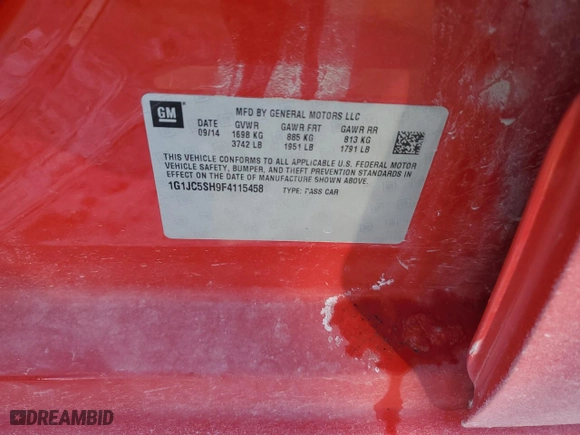 GM
MFD BY GENERAL MOTORS LLC
DATE GVWR GAWR FRT GAWR RR
09/14 1698 KG 885 KG 813 KG
3742 LB 1951 LB 1791 LB
THIS VEHICLE CONFORMS TO ALL APPLICABLE U.S. FEDERAL MOTOR
VEHICLE SAFETY, BUMPER, AND THEFT PREVENTION STANDARDS IN
EFFECT ON THE DATE OF MANUFACTURE SHOWN ABOVE.
1G1JC5SH9F4115458 TYPE: PASS CAR
DREAMBID